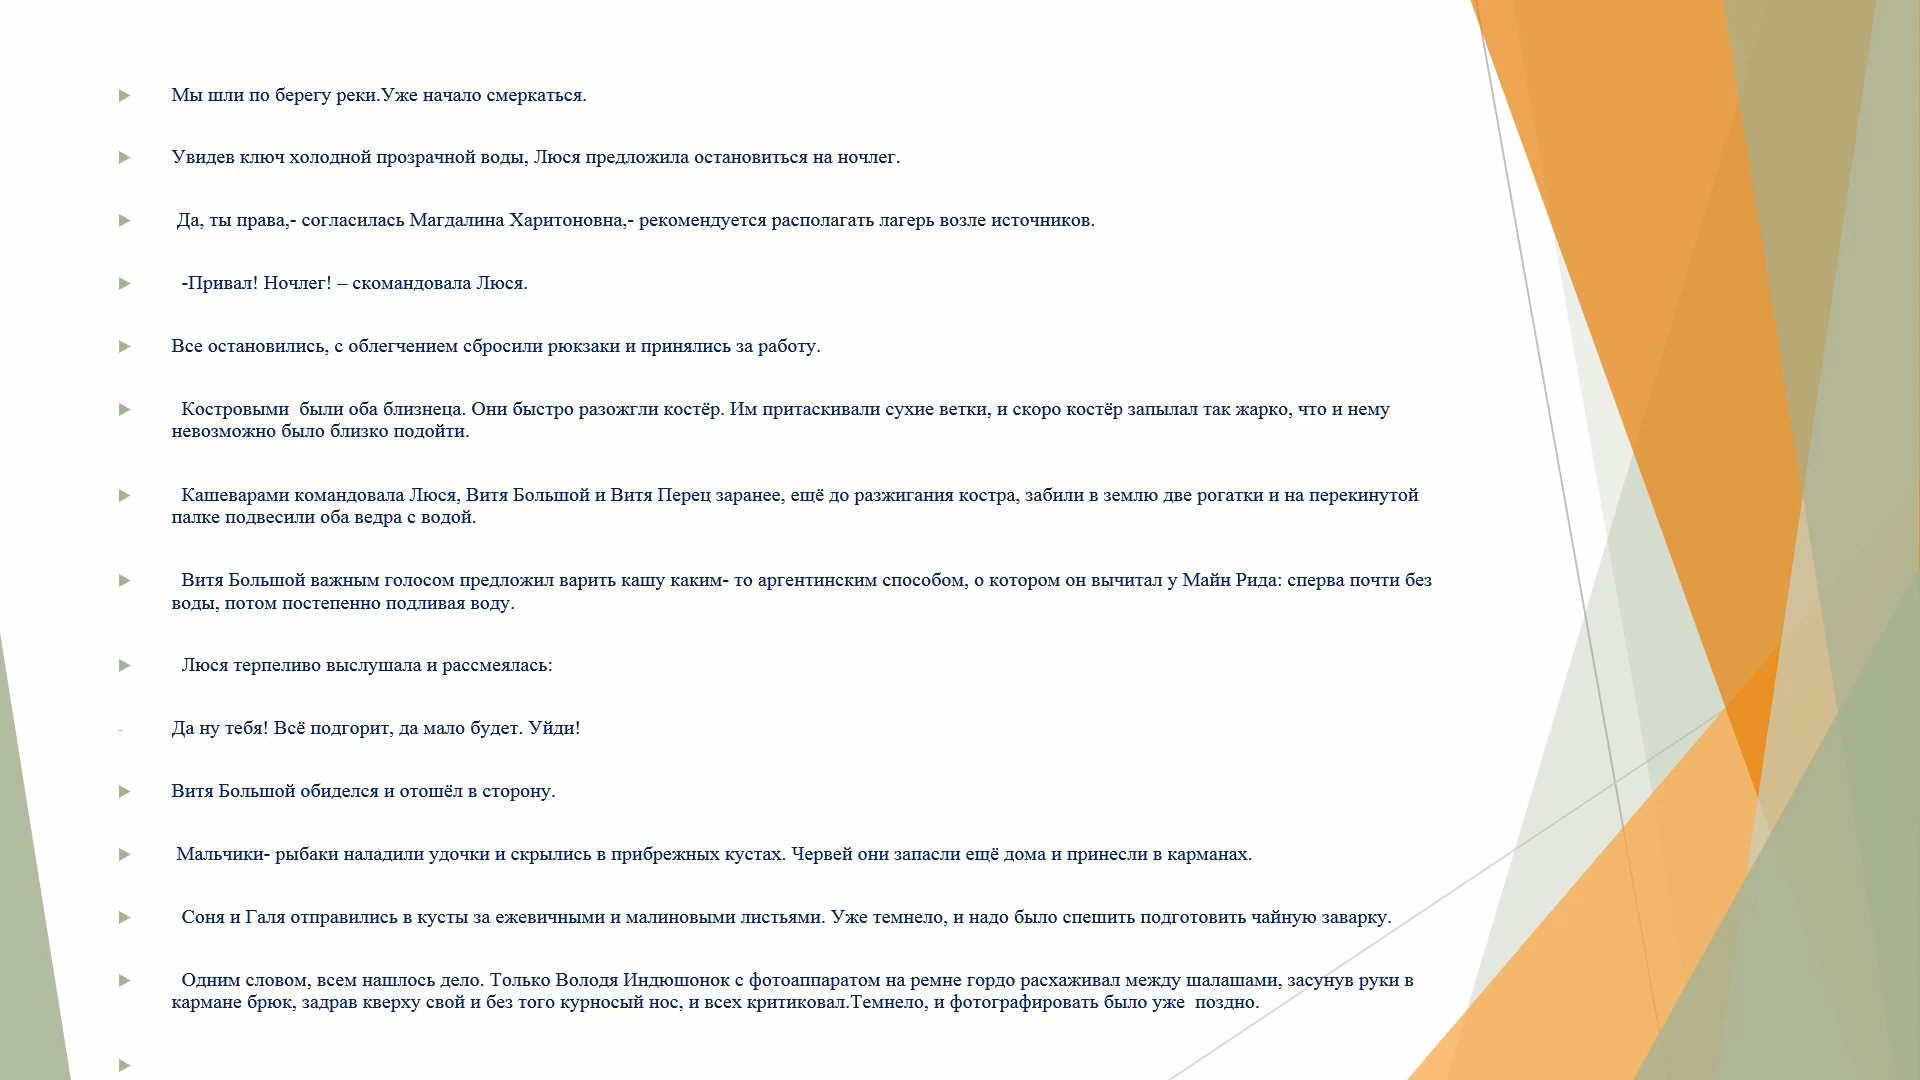 Мы шли по берегу реки.Уже начало смеркаться.
Увидев ключ холодной прозрачной воды, Люся предложила остановиться на ночлег.
Да, ты права,- согласилась Магдалина Харитоновна,- рекомендуется располагать лагерь возле источников.
-Привал! Ночлег! – скомандовала Люся.
Все остановились, с облегчением сбросили рюкзаки и принялись за работу.
Костровыми  были оба близнеца. Они быстро разожгли костёр. Им притаскивали сухие ветки, и скоро костёр запылал так жарко, что и нему
невозможно было близко подойти.
Кашеварами командовала Люся, Витя Большой и Витя Перец заранее, ещё до разжигания костра, забили в землю две рогатки и на перекинутой
палке подвесили оба ведра с водой.
Витя Большой важным голосом предложил варить кашу каким- то аргентинским способом, о котором он вычитал у Майн Рида: сперва почти без
воды, потом постепенно подливая воду.
Люся терпеливо выслушала и рассмеялась:
- Да ну тебя! Всё подгорит, да мало будет. Уйди!
Витя Большой обиделся и отошёл в сторону.
Мальчики- рыбаки наладили удочки и скрылись в прибрежных кустах. Червей они запасли ещё дома и принесли в карманах.
Соня и Галя отправились в кусты за ежевичными и малиновыми листьями. Уже темнело, и надо было спешить подготовить чайную заварку.
Одним словом, всем нашлось дело. Только Володя Индюшонок с фотоаппаратом на ремне гордо расхаживал между шалашами, засунув руки в
кармане брюк, задрав кверху свой и без того курносый нос, и всех критиковал.Темнело, и фотографировать было уже  поздно.